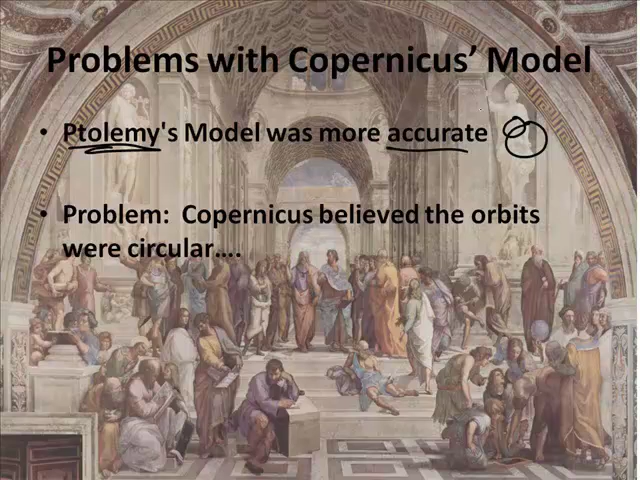 Problems with Copernicus’ Model
• Ptolemy's Model was more accurate
• Problem: Copernicus believed the orbits
were circular….